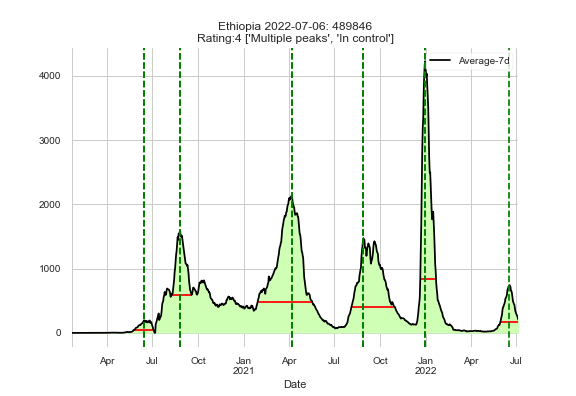 Ethiopia 2022-07-06: 489846
Rating:4 ['Multiple peaks', 'In control']
Average-7d
4000
3000
2000
1000
0
Apr
Jul
Oct
Jan
2021
Apr
Jul
Oct
Jan
2022
Apr
Jul
Date